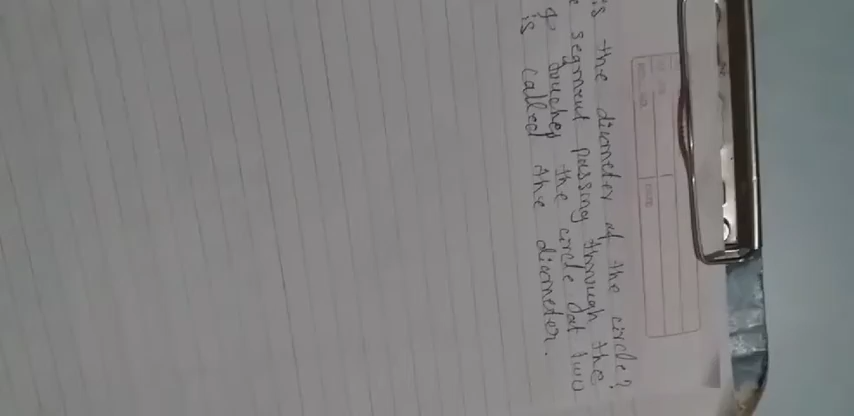 is the diameter of the circle?
segment passing through the
& touches the circle at two
is called the diameter.